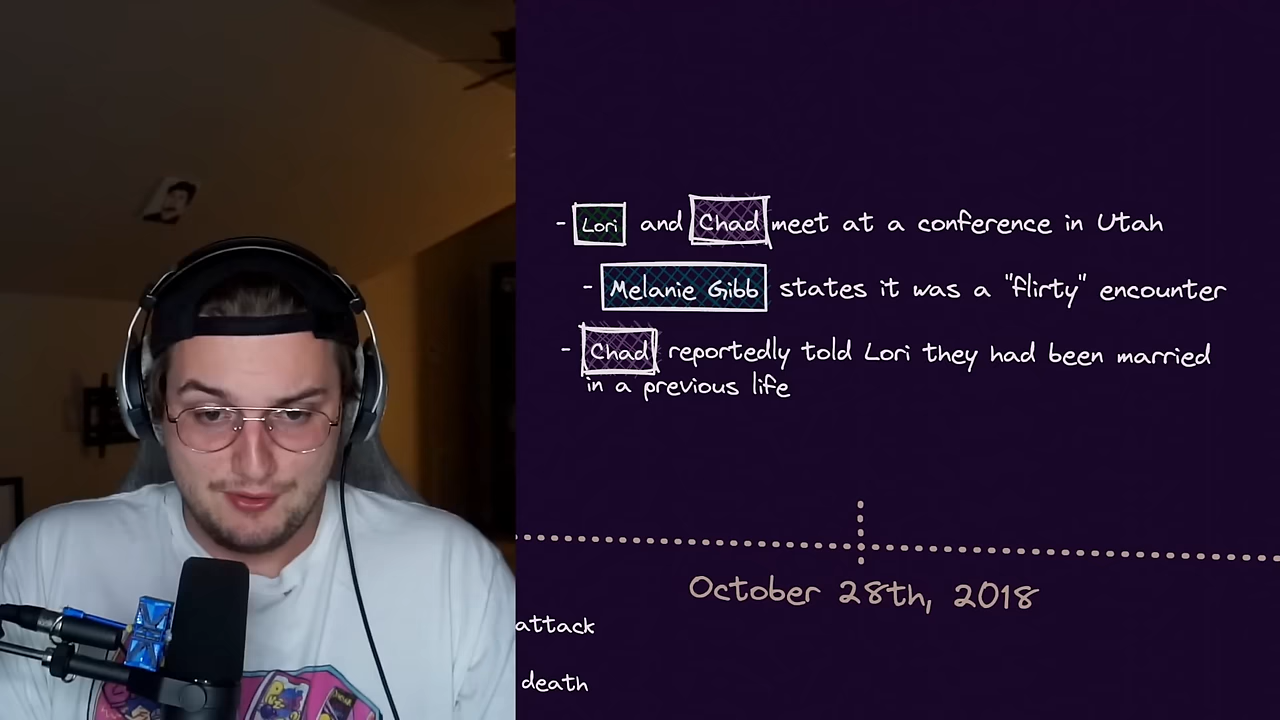 - Lori and Chad meet at a conference in Utah
- Melanie Gibb states it was a "flirty" encounter
- Chad reportedly told Lori they had been married
in a previous life
October 28th, 2018
attack
death